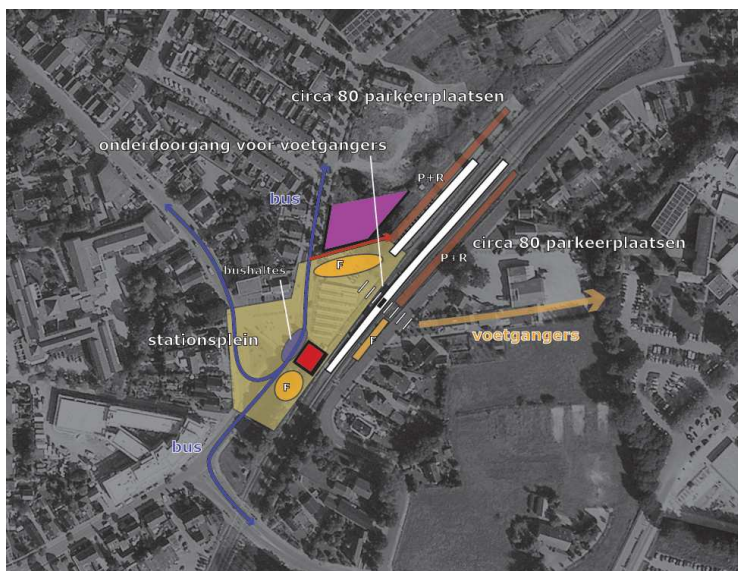 circa 80 parkeerplaatsen
onderdoorgang voor voetgangers
P+R
bus
circa 80 parkeerplaatsen
P+R
F
bushaltes
stationsplein
voetgangers
F
F
bus